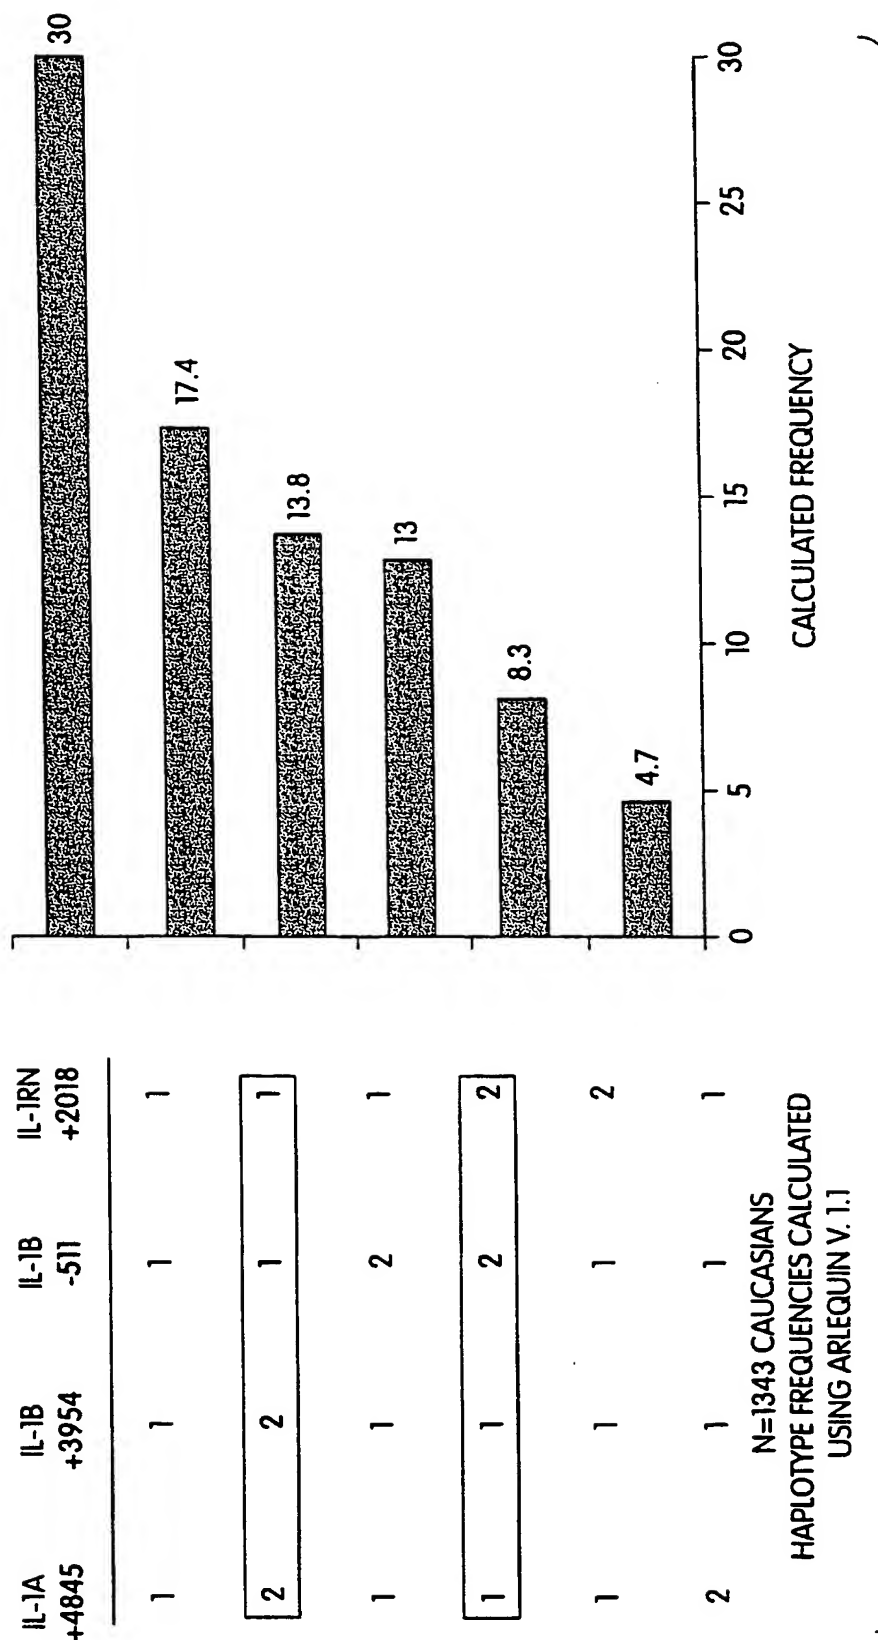 IL-1A IL-1B IL-1B IL-1RN
+4845 +3954 -511 +2018
1 1 1 1 30
2 2 1 1 17.4
1 1 2 1 13.8
1 1 2 2 13
1 1 1 2 8.3
2 1 1 1 4.7
0 5 10 15 20 25 30
CALCULATED FREQUENCY
N=1343 CAUCASIANS
HAPLOTYPE FREQUENCIES CALCULATED
USING ARLEQUIN V. 1.1